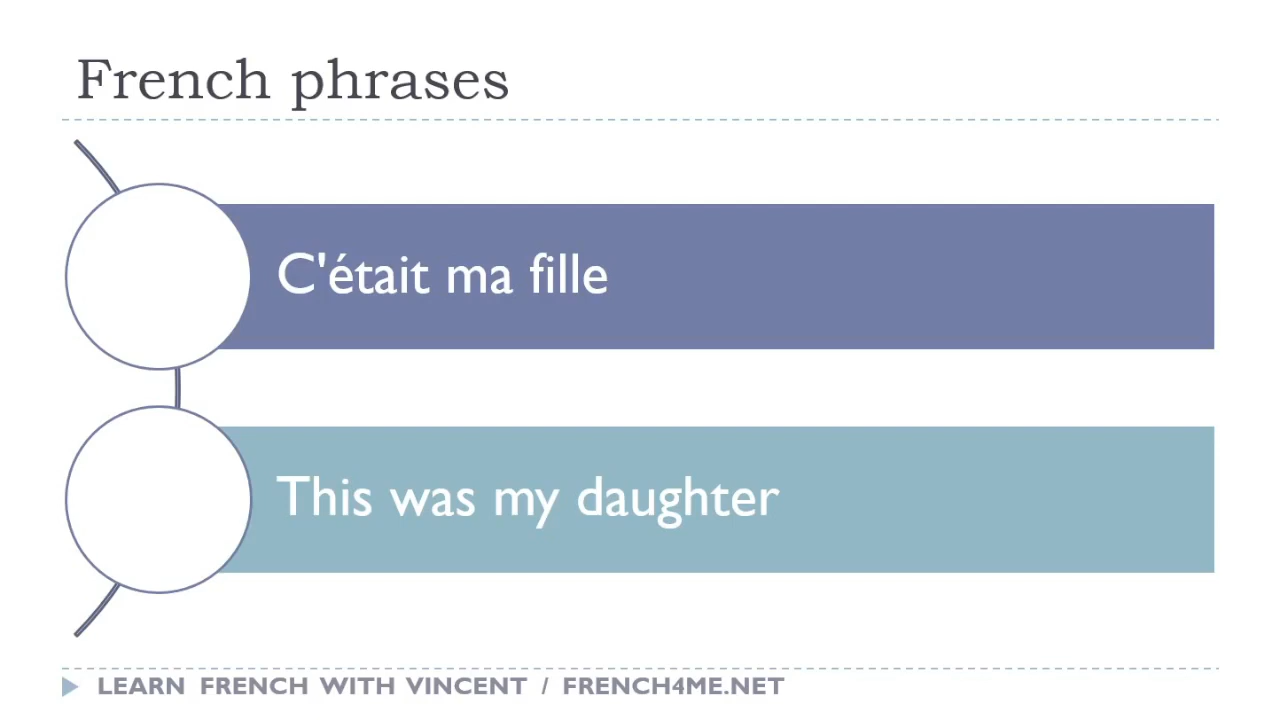 French phrases
C'était ma fille
This was my daughter
LEARN FRENCH WITH VINCENT / FRENCH4ME.NET